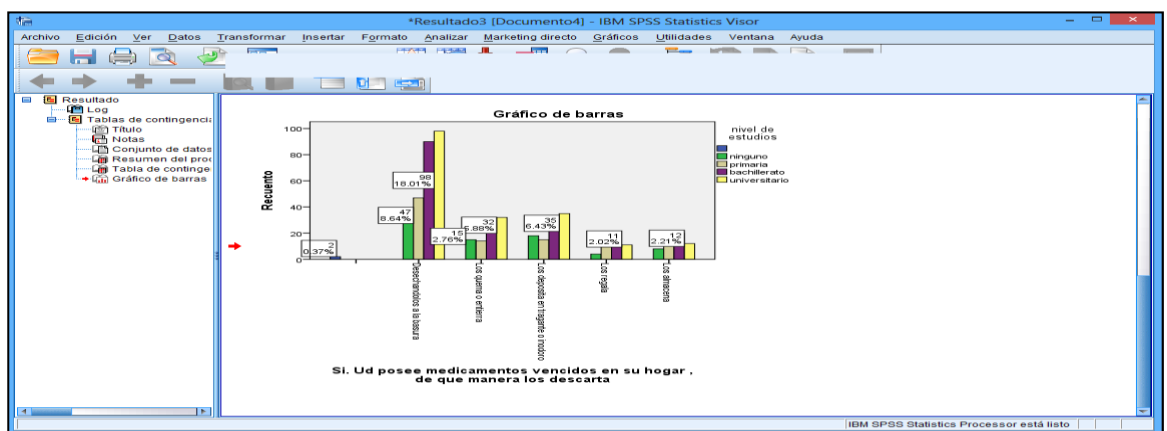 *Resultado3 [Documento4] - IBM SPSS Statistics Visor
Archivo Edición Ver Datos Transformar Insertar Formato Analizar Marketing directo Gráficos Utilidades Ventana Ayuda
Resultado
Log
Tablas de contingencia
Título
Notas
Conjunto de datos
Resumen del proc
Tabla de continge
Gráfico de barras
Gráfico de barras
nivel de
estudios
ninguno
primaria
bachillerato
universitario
Recuento
100
80
60
40
20
0
2
0.37%
47
8.64%
98
18.01%
15
2.76%
32
5.88%
35
6.43%
11
2.02%
12
2.21%
Desechandolos a la basura
Los quema o entierra
Los deposita en tragante o inodoro
Los regala
Los almacena
Si. Ud posee medicamentos vencidos en su hogar ,
de que manera los descarta
IBM SPSS Statistics Processor está listo